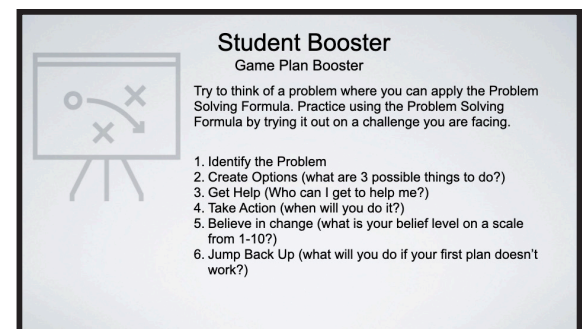 Student Booster
Game Plan Booster
Try to think of a problem where you can apply the Problem
Solving Formula. Practice using the Problem Solving
Formula by trying it out on a challenge you are facing.
1. Identify the Problem
2. Create Options (what are 3 possible things to do?)
3. Get Help (Who can I get to help me?)
4. Take Action (when will you do it?)
5. Believe in change (what is your belief level on a scale
from 1-10?)
6. Jump Back Up (what will you do if your first plan doesn't
work?)